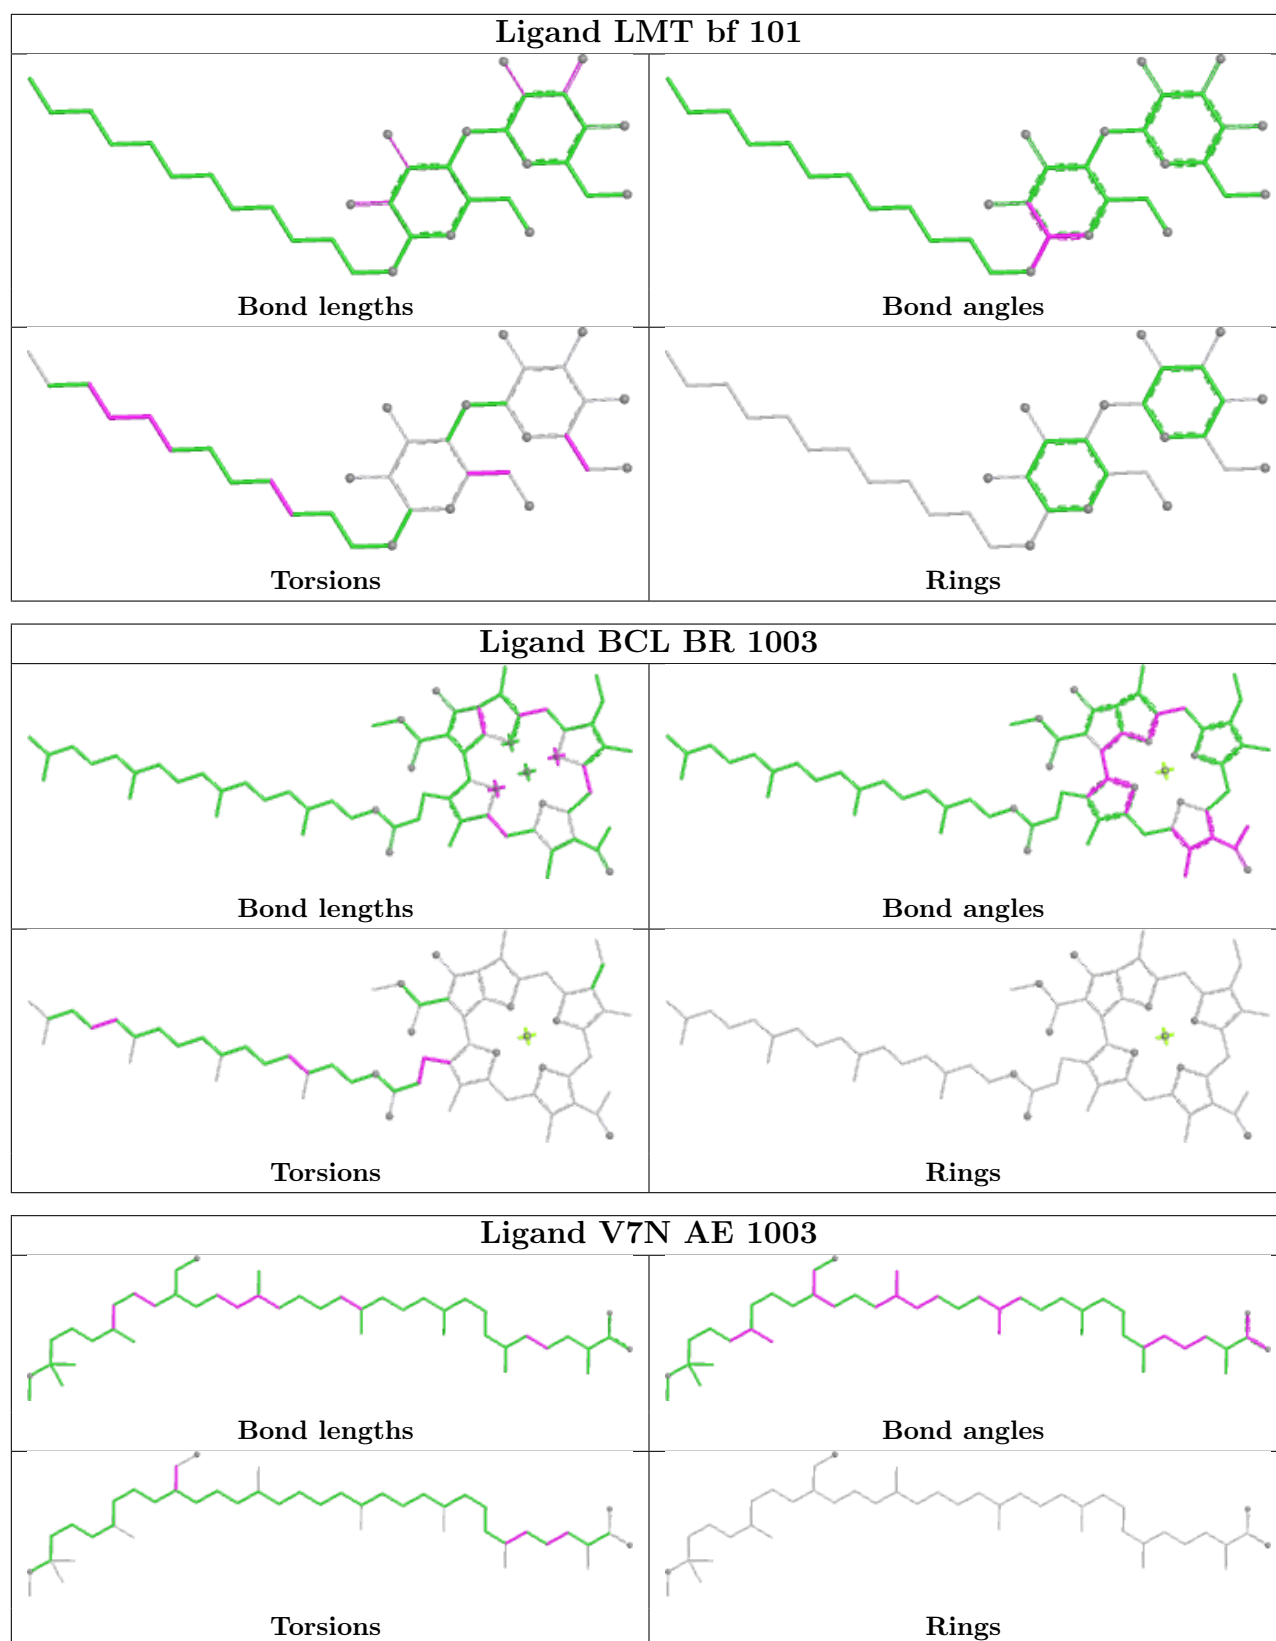 Ligand LMT bf 101
Bond lengths
Bond angles
Torsions
Rings
Ligand BCL BR 1003
Bond lengths
Bond angles
Torsions
Rings
Ligand V7N AE 1003
Bond lengths
Bond angles
Torsions
Rings